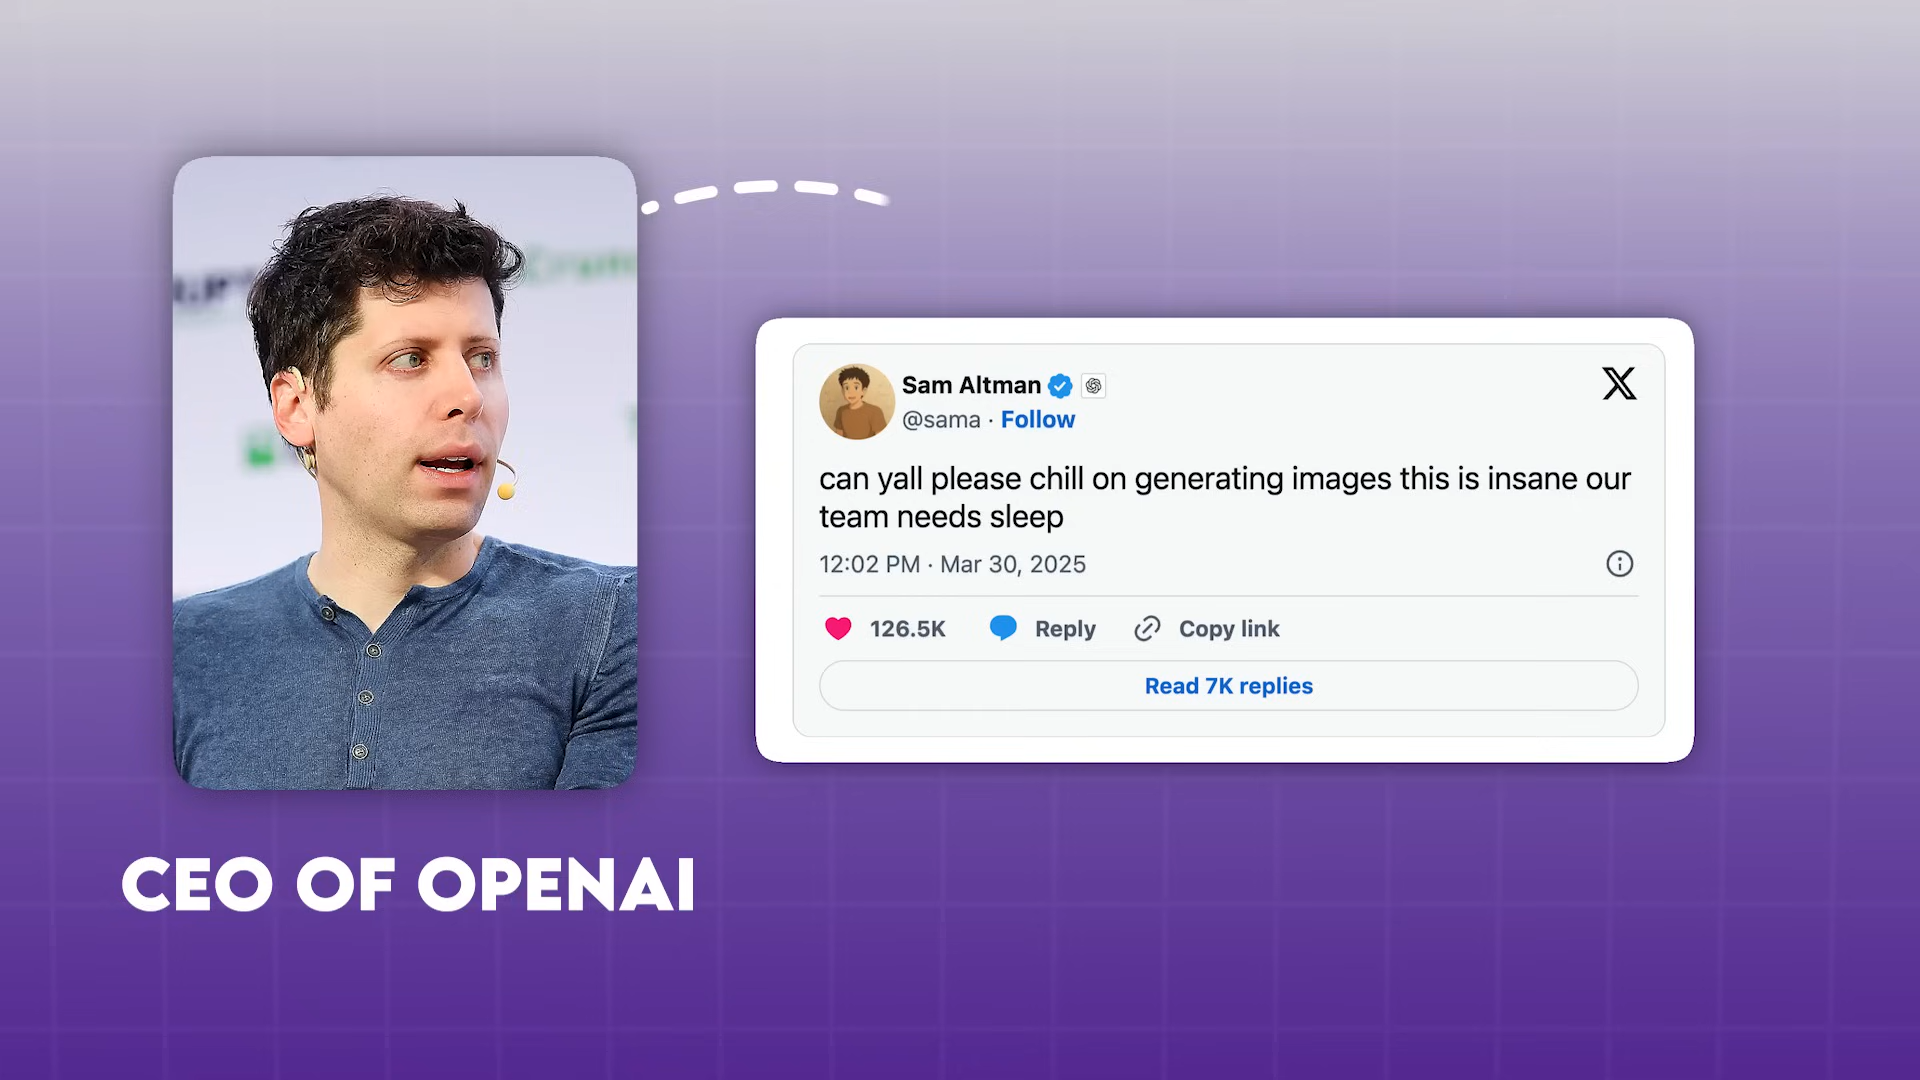 CEO OF OPENAI
Sam Altman
@sama · Follow
can yall please chill on generating images this is insane our
team needs sleep
12:02 PM · Mar 30, 2025
126.5K Reply Copy link
Read 7K replies